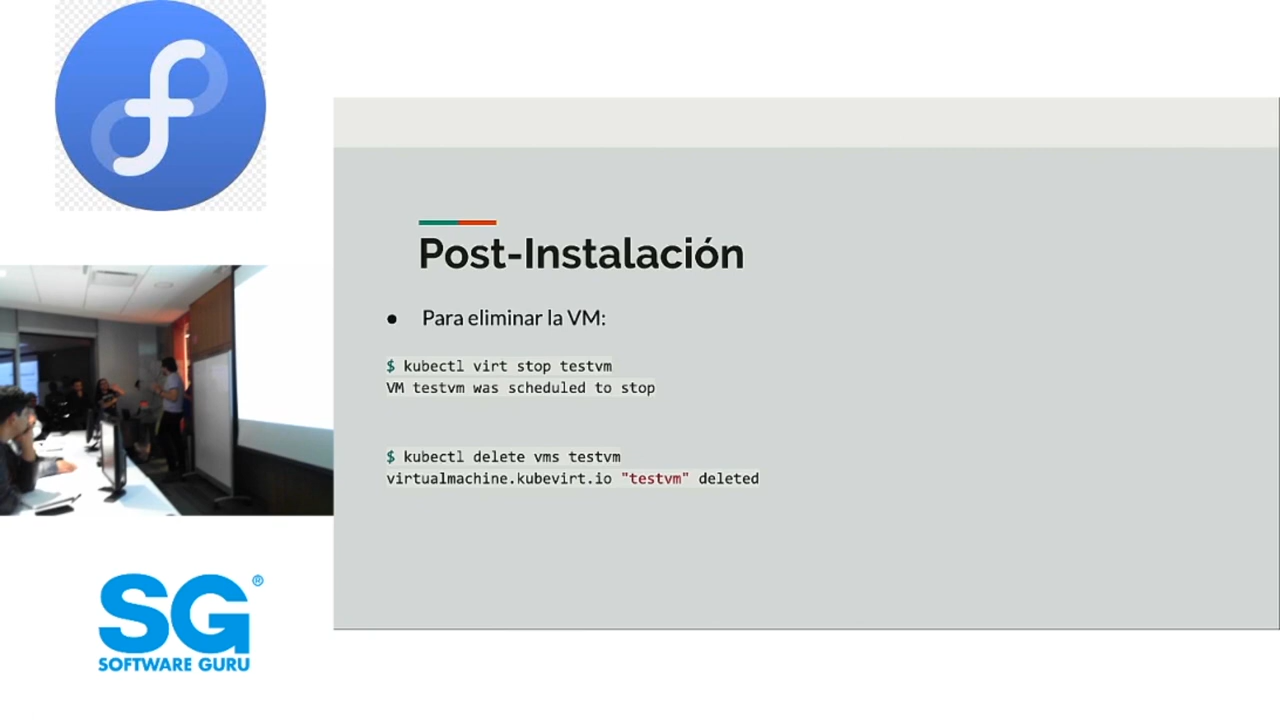 Post-Instalación
● Para eliminar la VM:
$ kubectl virt stop testvm
VM testvm was scheduled to stop
$ kubectl delete vms testvm
virtualmachine.kubevirt.io "testvm" deleted
SG®
SOFTWARE GURU